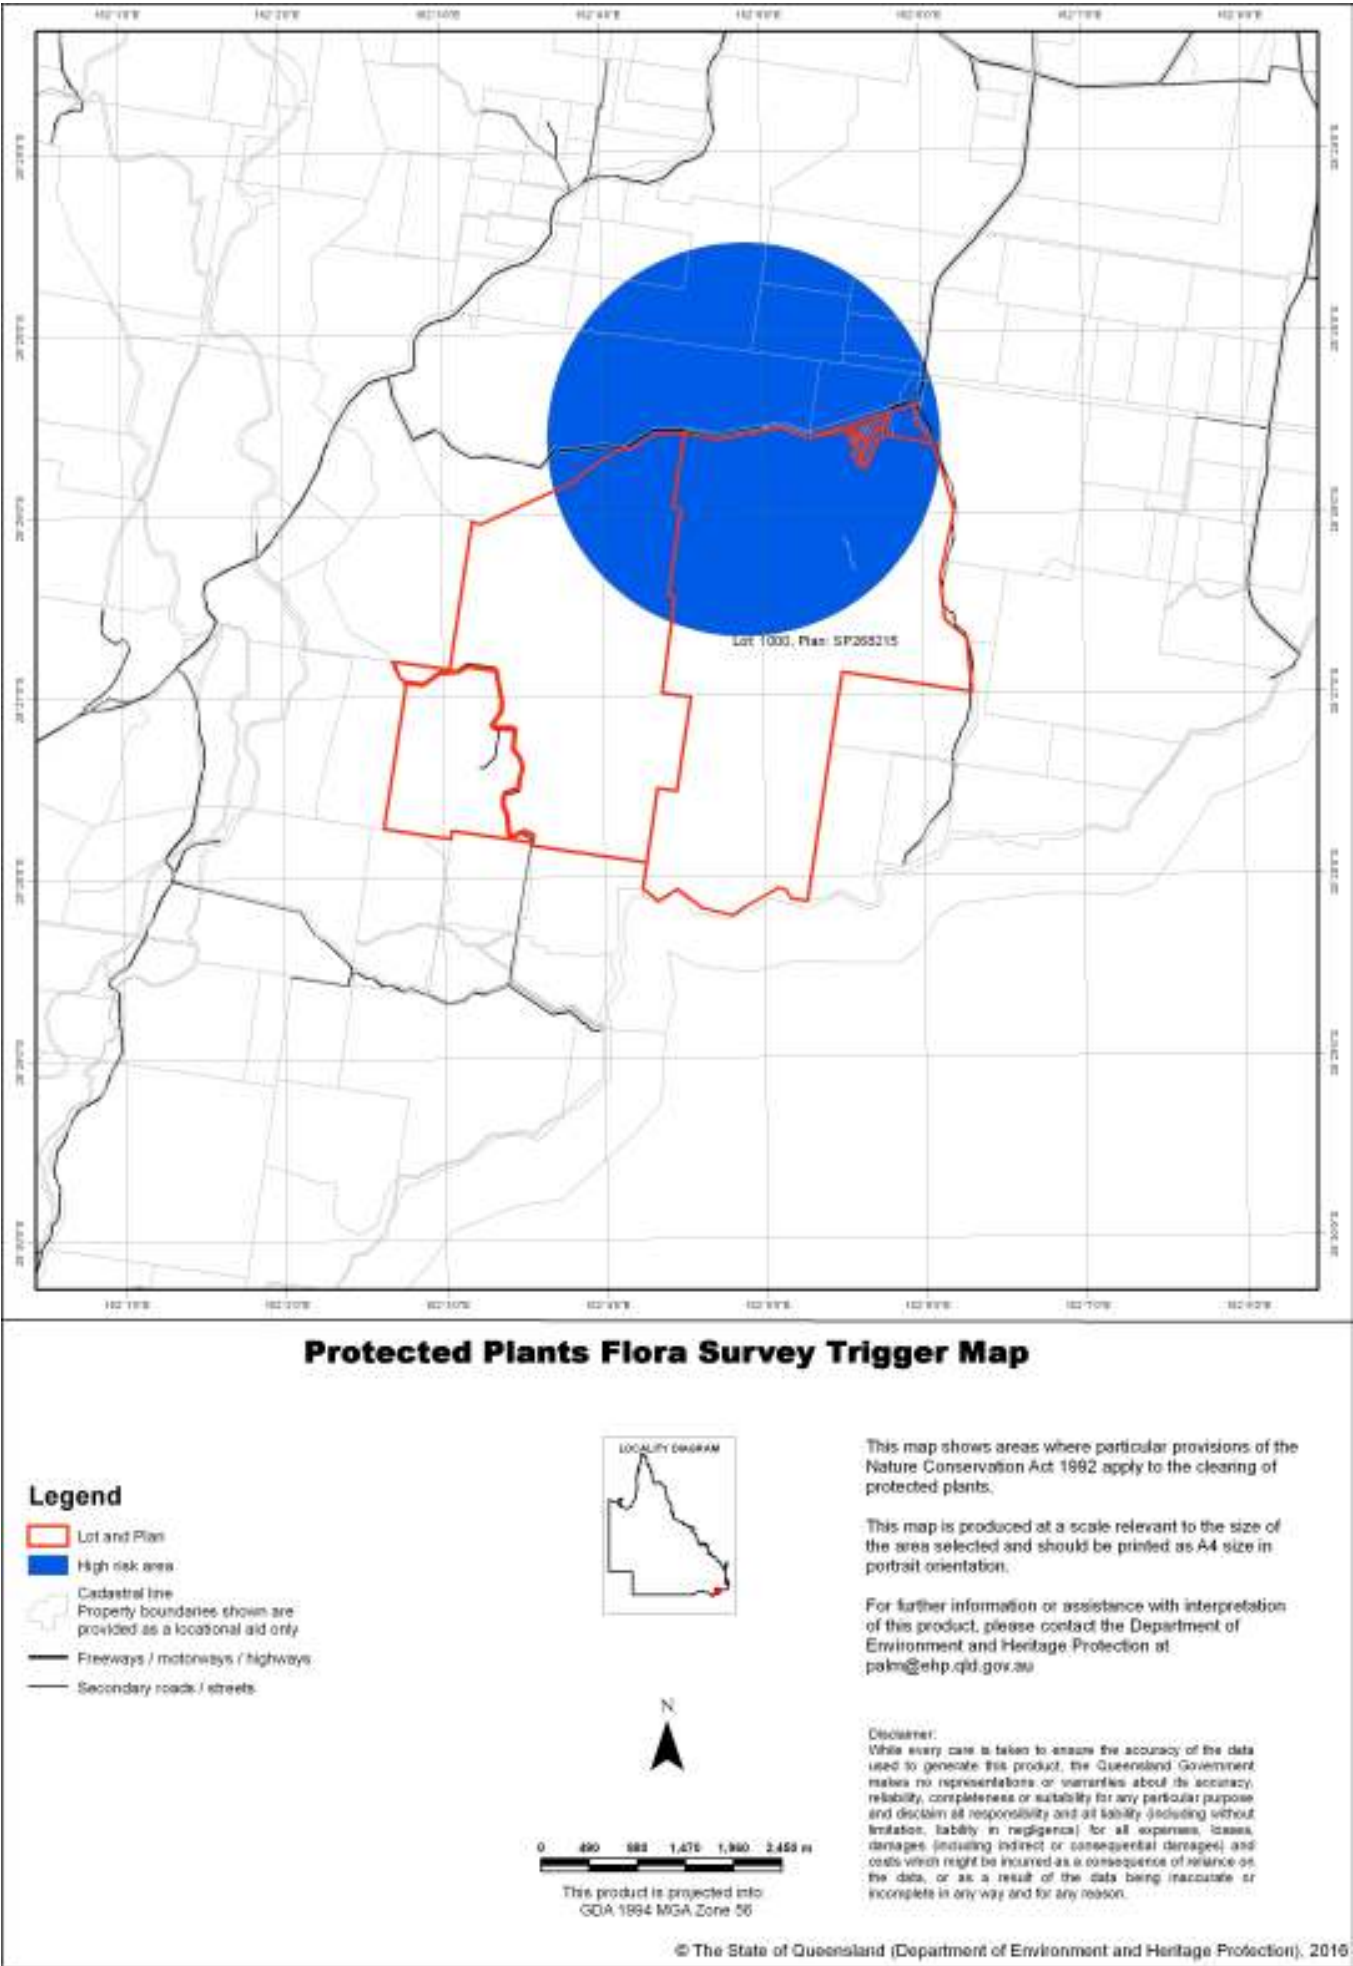 Lot 1000, Plan: SP268215
Protected Plants Flora Survey Trigger Map
Legend
Lot and Plan
High risk area
Cadastral line
Property boundaries shown are
provided as a locational aid only
Freeways / motorways / highways
Secondary roads / streets
LOCALITY DIAGRAM
N
0 490 980 1,470 1,960 2,450 m
This product is projected into:
GDA 1994 MGA Zone 56
This map shows areas where particular provisions of the
Nature Conservation Act 1992 apply to the clearing of
protected plants.
This map is produced at a scale relevant to the size of
the area selected and should be printed as A4 size in
portrait orientation.
For further information or assistance with interpretation
of this product, please contact the Department of
Environment and Heritage Protection at
palm@ehp.qld.gov.au
Disclaimer:
While every care is taken to ensure the accuracy of the data
used to generate this product, the Queensland Government
makes no representations or warranties about its accuracy,
reliability, completeness or suitability for any particular purpose
and disclaim all responsibility and all liability (including without
limitation, liability in negligence) for all expenses, losses,
damages (including indirect or consequential damages) and
costs which might be incurred as a consequence of reliance on
the data, or as a result of the data being inaccurate or
incomplete in any way and for any reason.
© The State of Queensland (Department of Environment and Heritage Protection), 2016